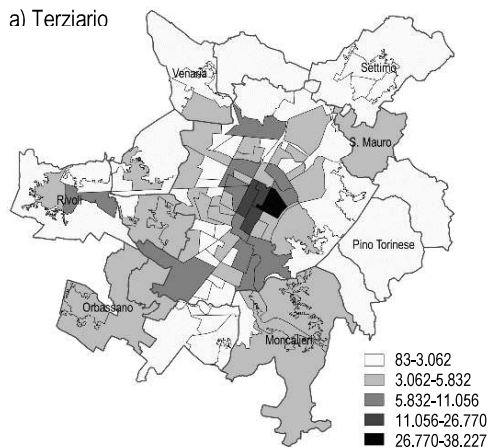 a) Terziario
Venaria
Settimo
S. Mauro
Rivoli
Pino Torinese
Orbassano
Moncalieri
83-3.062
3.062-5.832
5.832-11.056
11.056-26.770
26.770-38.227